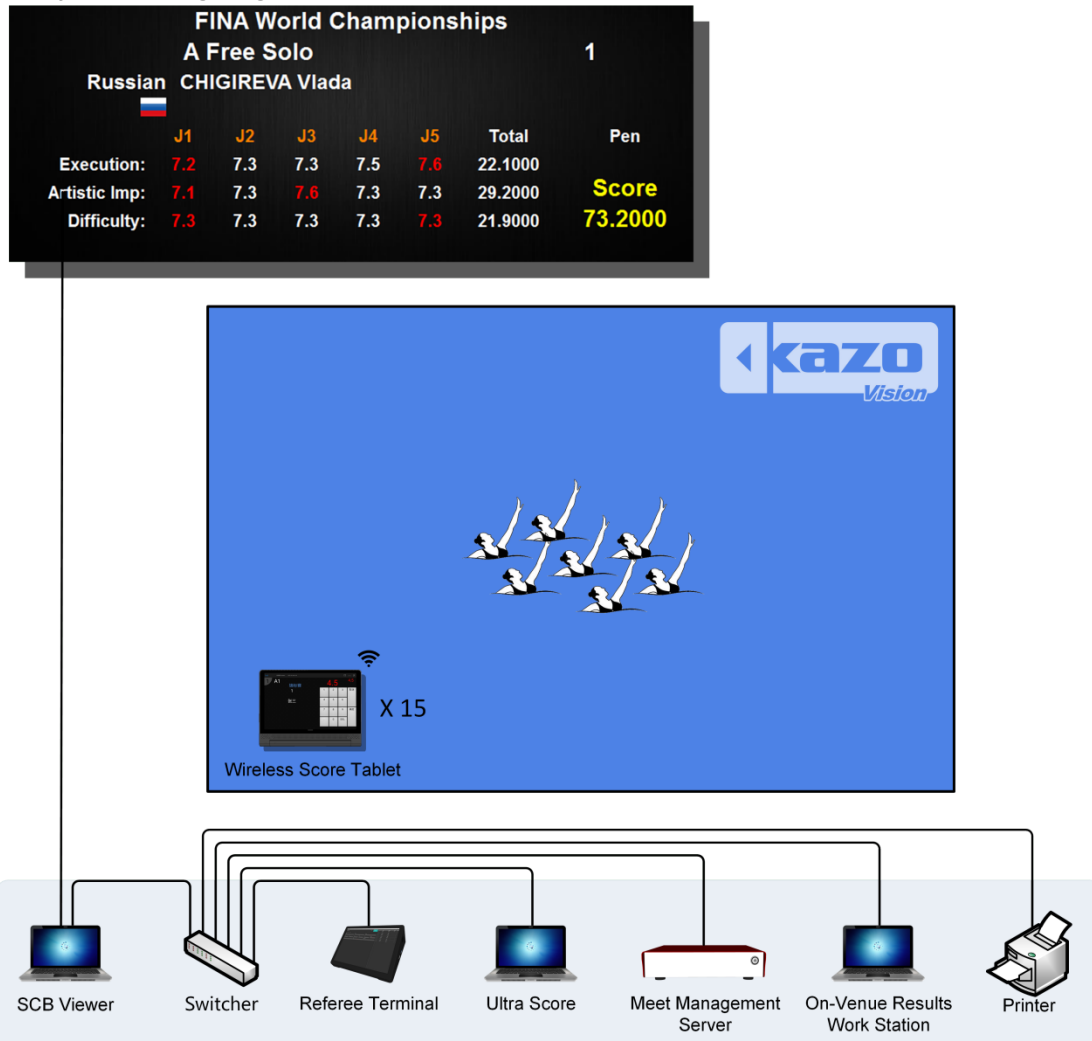 FINA World Championships
A Free Solo 1
Russian CHIGIREVA Vlada
J1 J2 J3 J4 J5 Total Pen
Execution: 7.2 7.3 7.3 7.5 7.6 22.1000
Artistic Imp: 7.1 7.3 7.6 7.3 7.3 29.2000 Score
Difficulty: 7.3 7.3 7.3 7.3 7.3 21.9000 73.2000
kazo
Vision
A1
4.5
X 15
Wireless Score Tablet
SCB Viewer
Switcher
Referee Terminal
Ultra Score
Meet Management
Server
On-Venue Results
Work Station
Printer